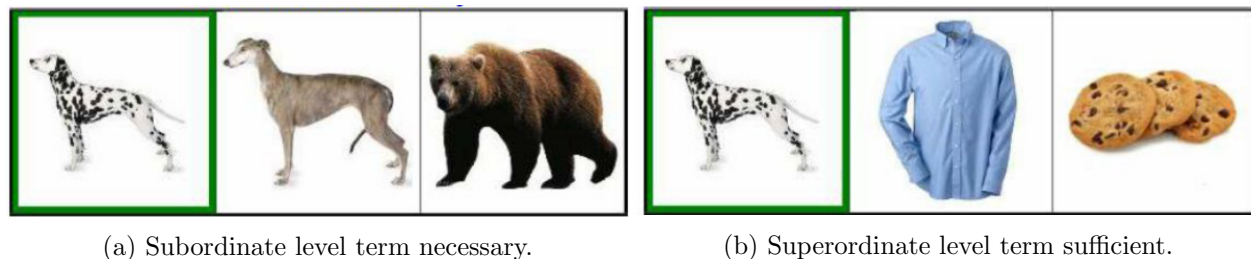 (a) Subordinate level term necessary.
(b) Superordinate level term sufficient.